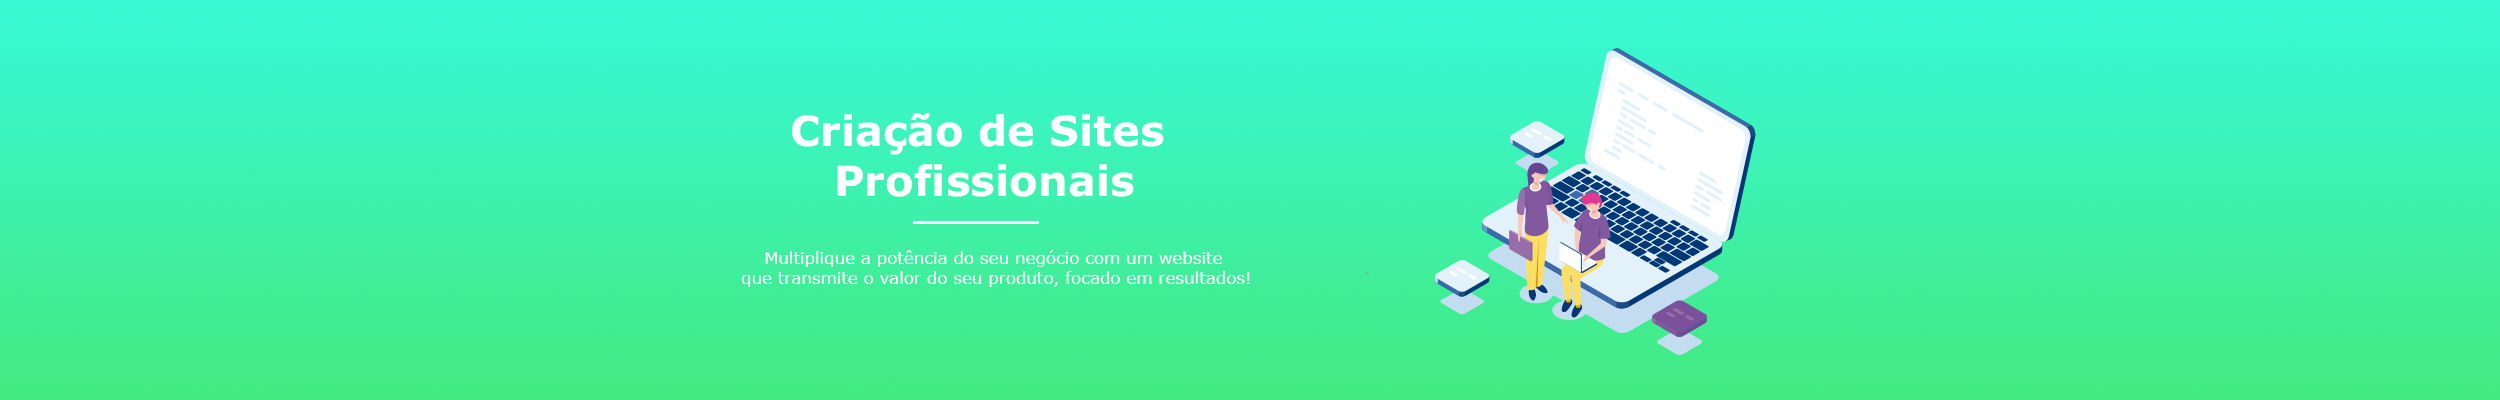 Criação de Sites
Profissionais
Multiplique a potência do seu negócio com um website
que transmite o valor do seu produto, focado em resultados!